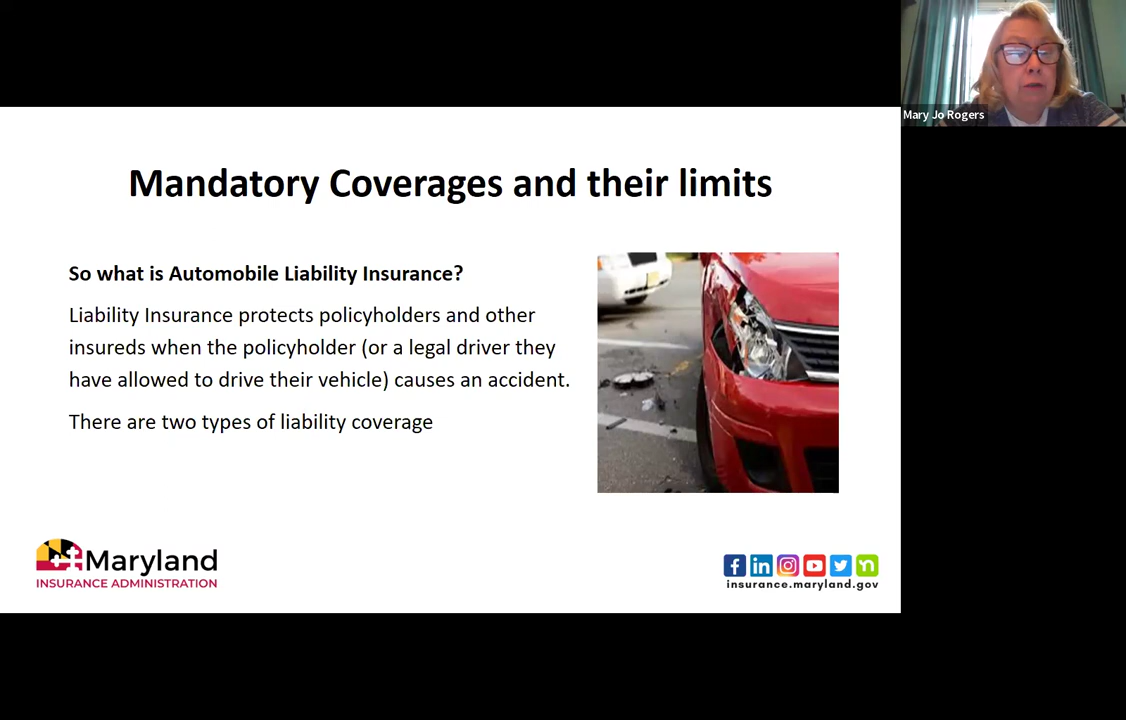 Mary Jo Rogers
Mandatory Coverages and their limits
So what is Automobile Liability Insurance?
Liability Insurance protects policyholders and other
insureds when the policyholder (or a legal driver they
have allowed to drive their vehicle) causes an accident.
There are two types of liability coverage
Maryland
INSURANCE ADMINISTRATION
insurance.maryland.gov